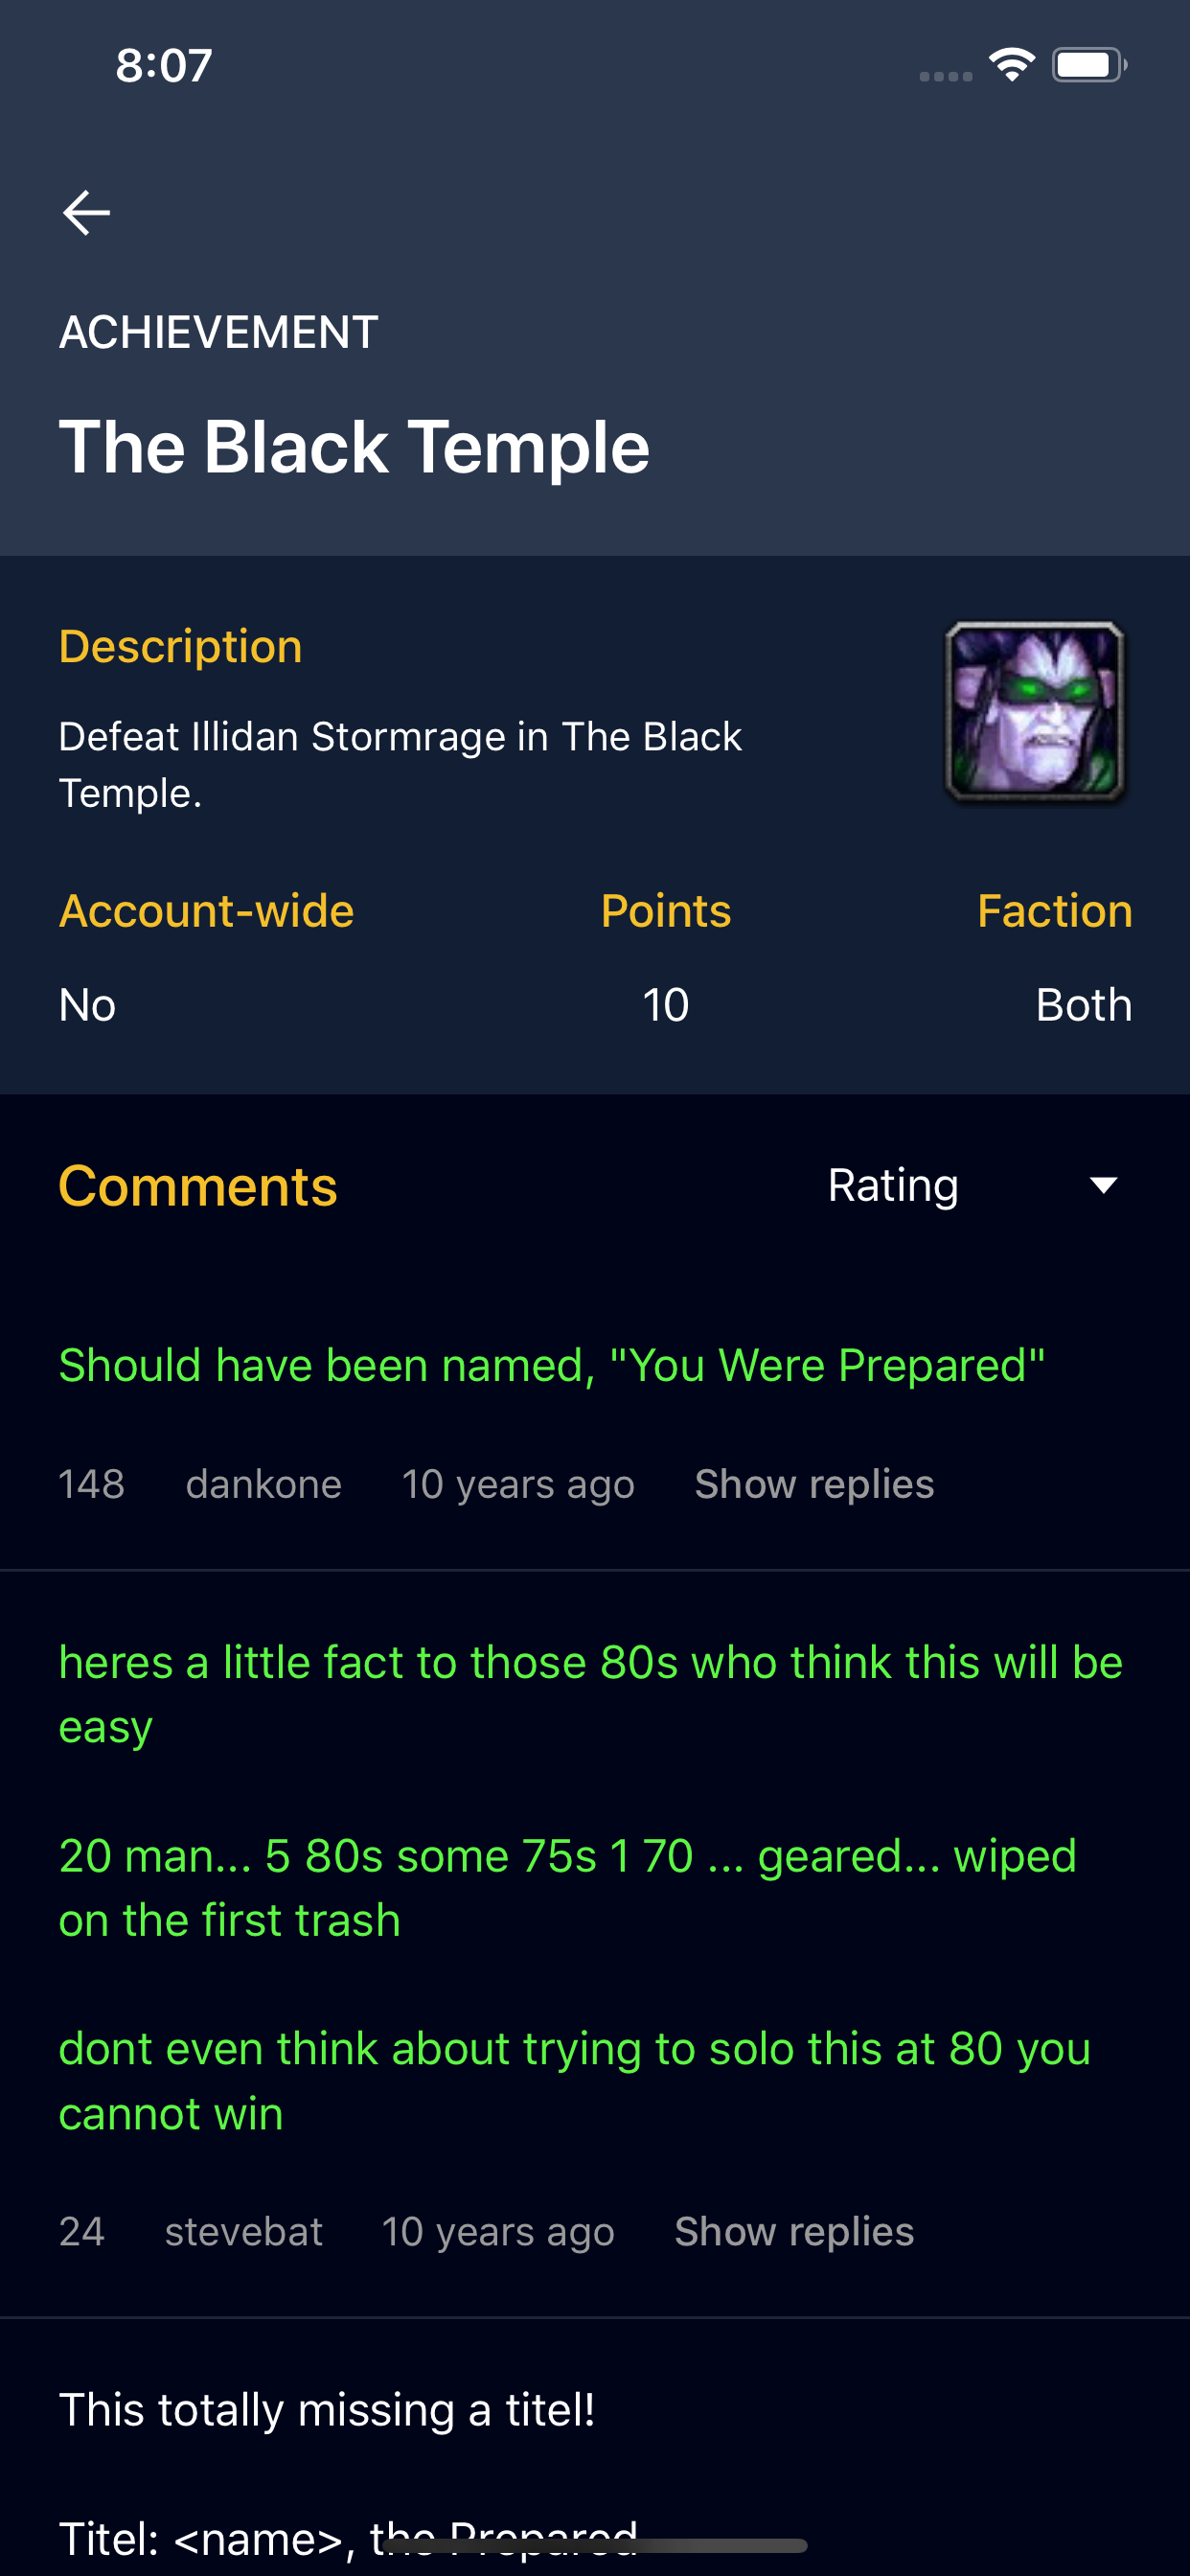 8:07
ACHIEVEMENT
The Black Temple
Description
Defeat Illidan Stormrage in The Black
Temple.
Account-wide Points Faction
No 10 Both
Comments Rating
Should have been named, "You Were Prepared"
148 dankone 10 years ago Show replies
heres a little fact to those 80s who think this will be
easy
20 man... 5 80s some 75s 1 70 ... geared... wiped
on the first trash
dont even think about trying to solo this at 80 you
cannot win
24 stevebat 10 years ago Show replies
This totally missing a titel!
Titel: <name>, the Prepared